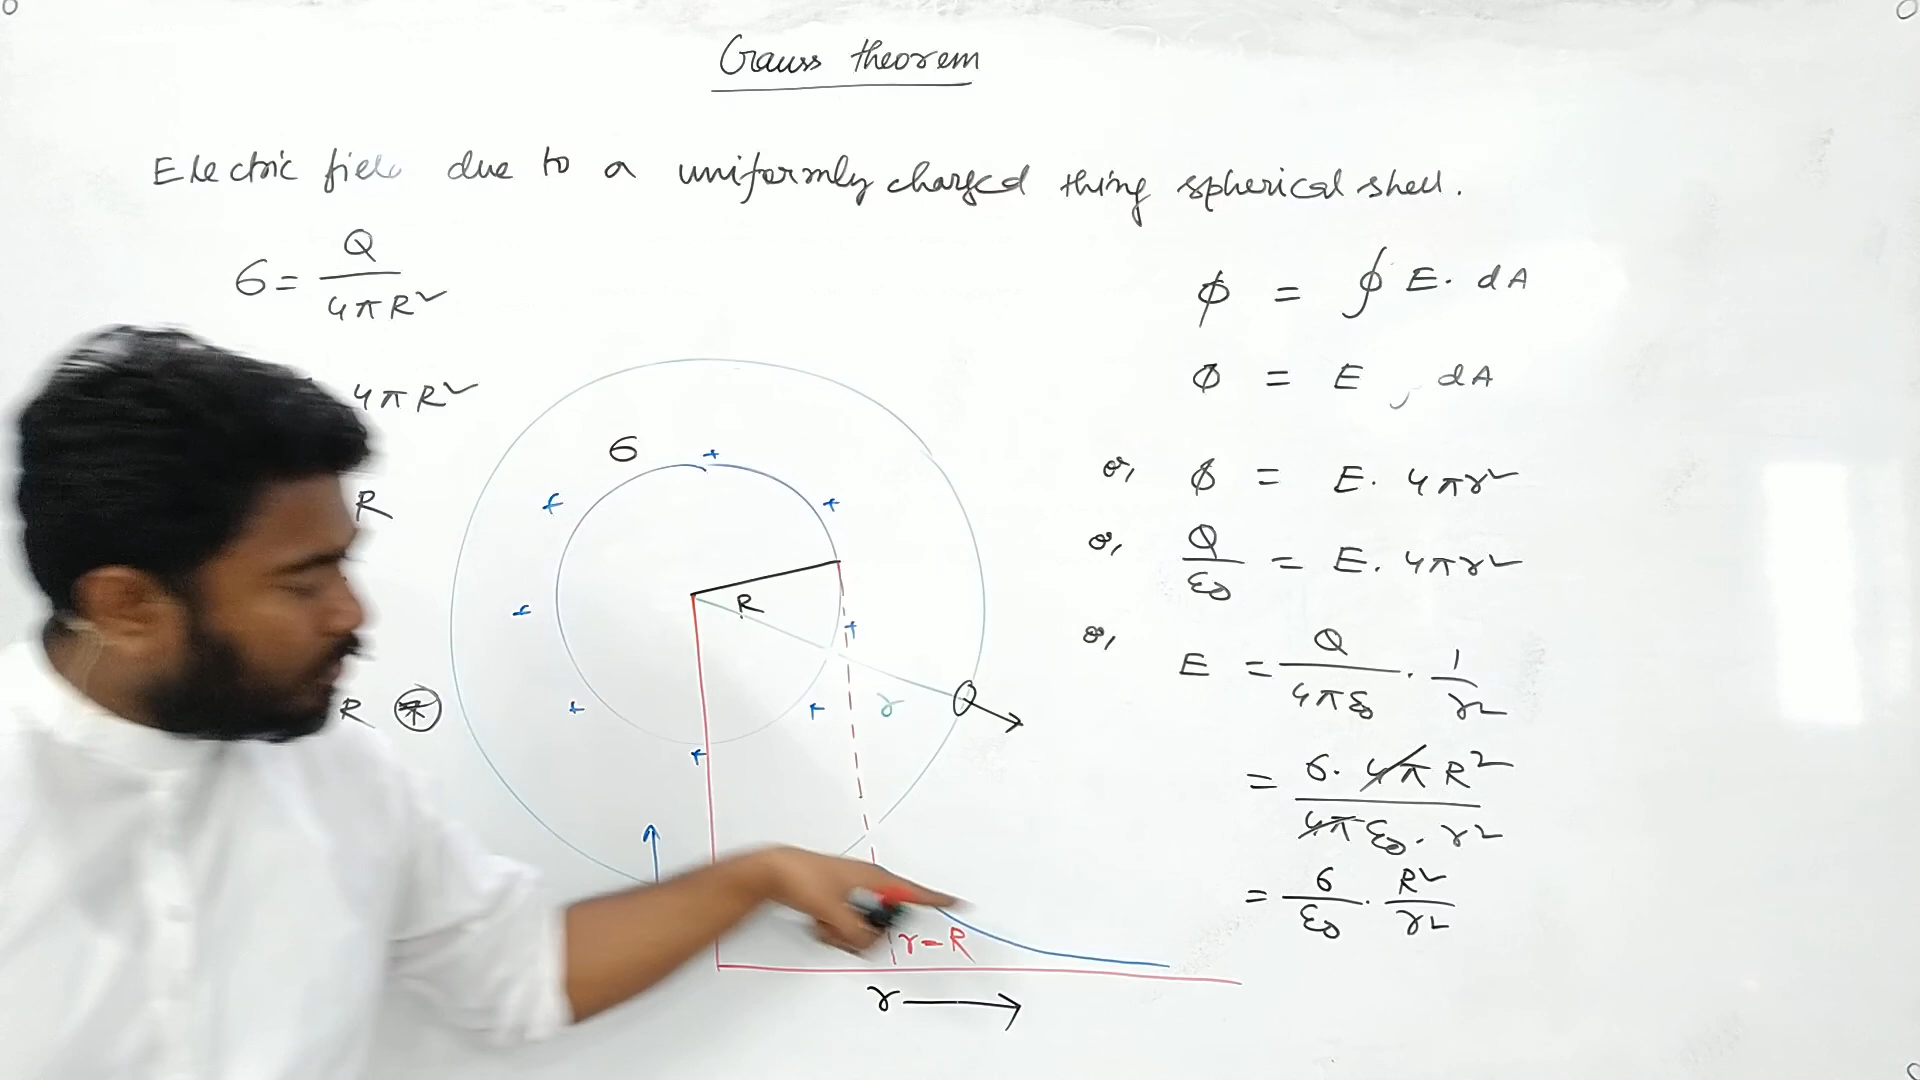 Gauss theorem
Electric field due to a uniformly charged thing spherical shell.
σ = Q / 4πR²
4πR²
R
R
σ
+ + + + + + + +
R
r
r = R
r →
ϕ = ∮ E. dA
ϕ = E dA
or, ϕ = E. 4πr²
or, Q / ε₀ = E. 4πr²
or, E = Q / 4πε₀ . 1 / r²
= σ. 4π R² / 4π ε₀. r²
= σ / ε₀ . R² / r²